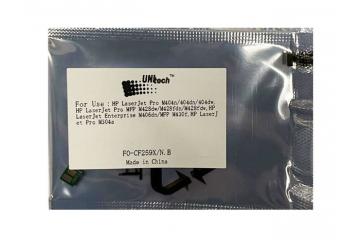 UNItech™
For Use : HP LaserJet Pro M404n/404dn/404dw,
HP LaserJet Pro MFP M428dw/M428fdn/M428fdw,HP
LaserJet Enterprise M406dn/MFP M430f,HP LaserJ
et Pro M304a
FO-CF259X/N.B
Made in China